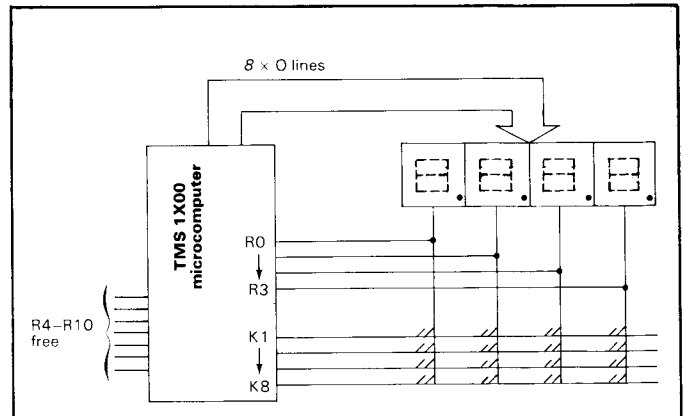 8 × O lines
TMS 1X00
microcomputer
R0
R3
R4–R10
free
K1
K8